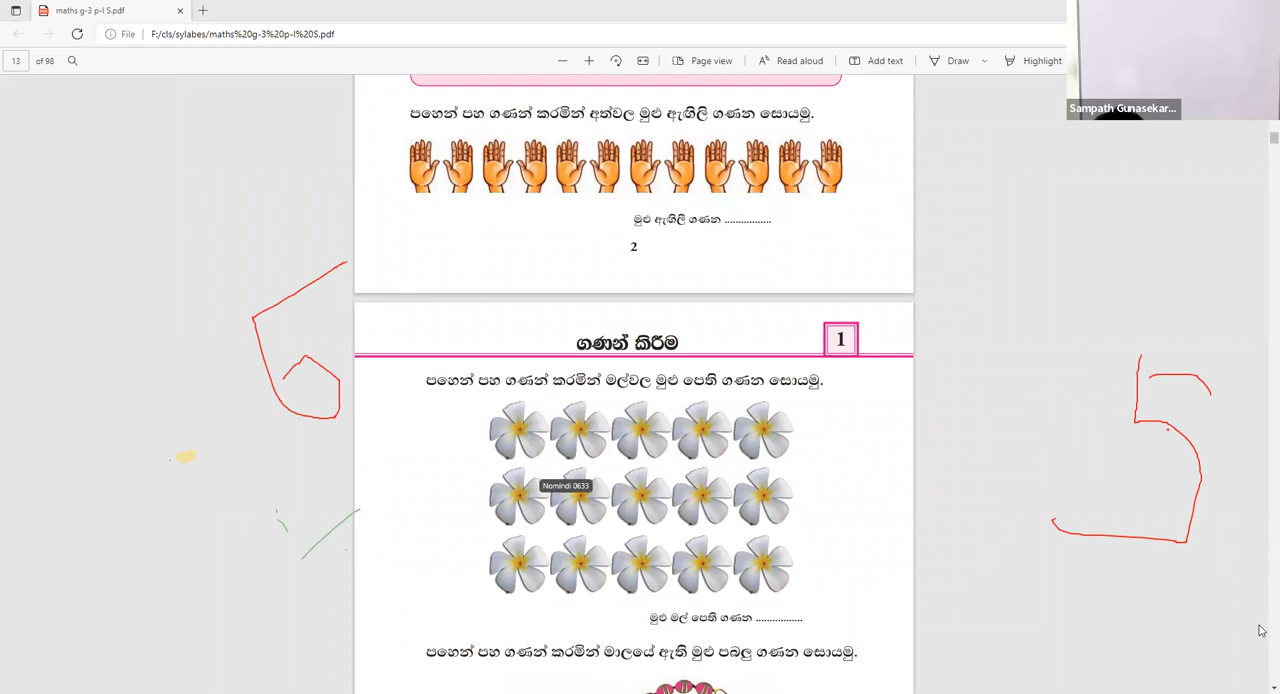 maths g-3 p-I S.pdf
File F:/cls/sylabes/maths%20g-3%20p-I%20S.pdf
13 of 98 Page view Read aloud Add text Draw Highlight
Sampath Gunasekar...
පහෙන් පහ ගණන් කරමින් අත්වල මුළු ඇඟිලි ගණන සොයමු.
මුළු ඇඟිලි ගණන .................
2
6
ගණන් කිරීම 1
පහෙන් පහ ගණන් කරමින් මල්වල මුළු පෙති ගණන සොයමු.
5
Nomindi 0633
මුළු මල් පෙති ගණන .................
පහෙන් පහ ගණන් කරමින් මාලයේ ඇති මුළු පබලු ගණන සොයමු.